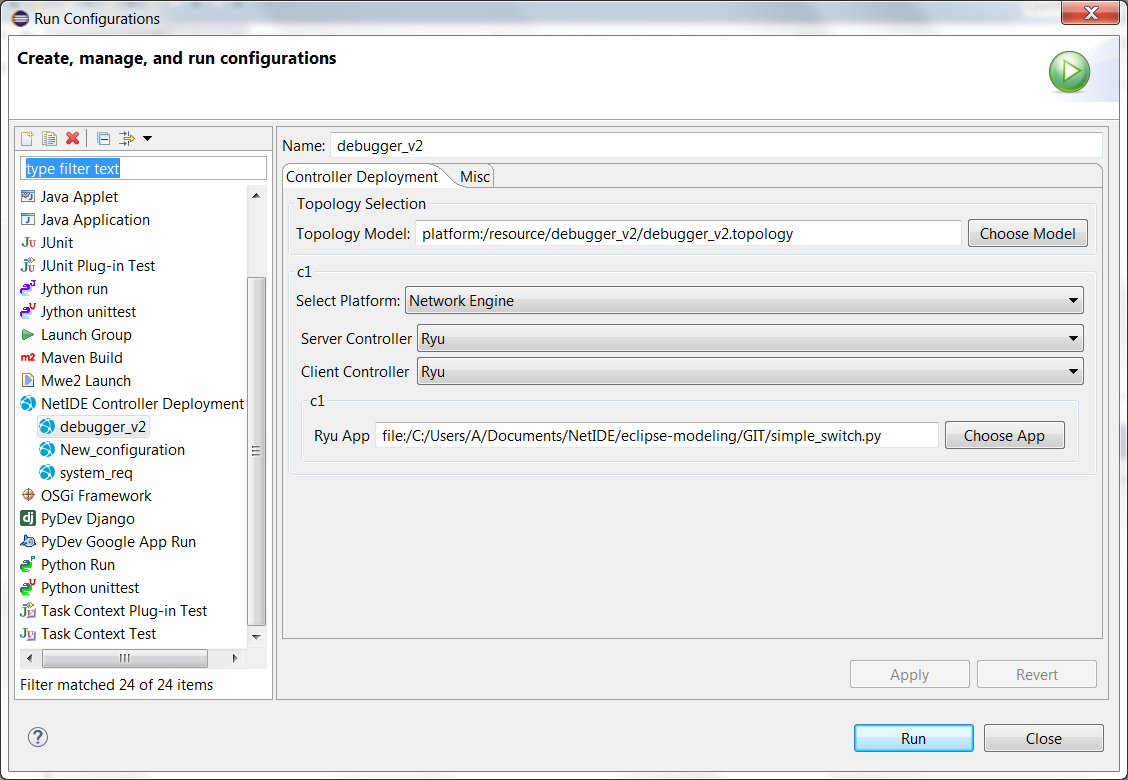 Run Configurations
Create, manage, and run configurations
type filter text
Java Applet
Java Application
JUnit
JUnit Plug-in Test
Jython run
Jython unittest
Launch Group
Maven Build
Mwe2 Launch
NetIDE Controller Deployment
debugger_v2
New_configuration
system_req
OSGi Framework
PyDev Django
PyDev Google App Run
Python Run
Python unittest
Task Context Plug-in Test
Task Context Test
Filter matched 24 of 24 items
Name: debugger_v2
Controller Deployment Misc
Topology Selection
Topology Model: platform:/resource/debugger_v2/debugger_v2.topology Choose Model
c1
Select Platform: Network Engine
Server Controller Ryu
Client Controller Ryu
c1
Ryu App file:/C:/Users/A/Documents/NetIDE/eclipse-modeling/GIT/simple_switch.py Choose App
Apply Revert
Run Close